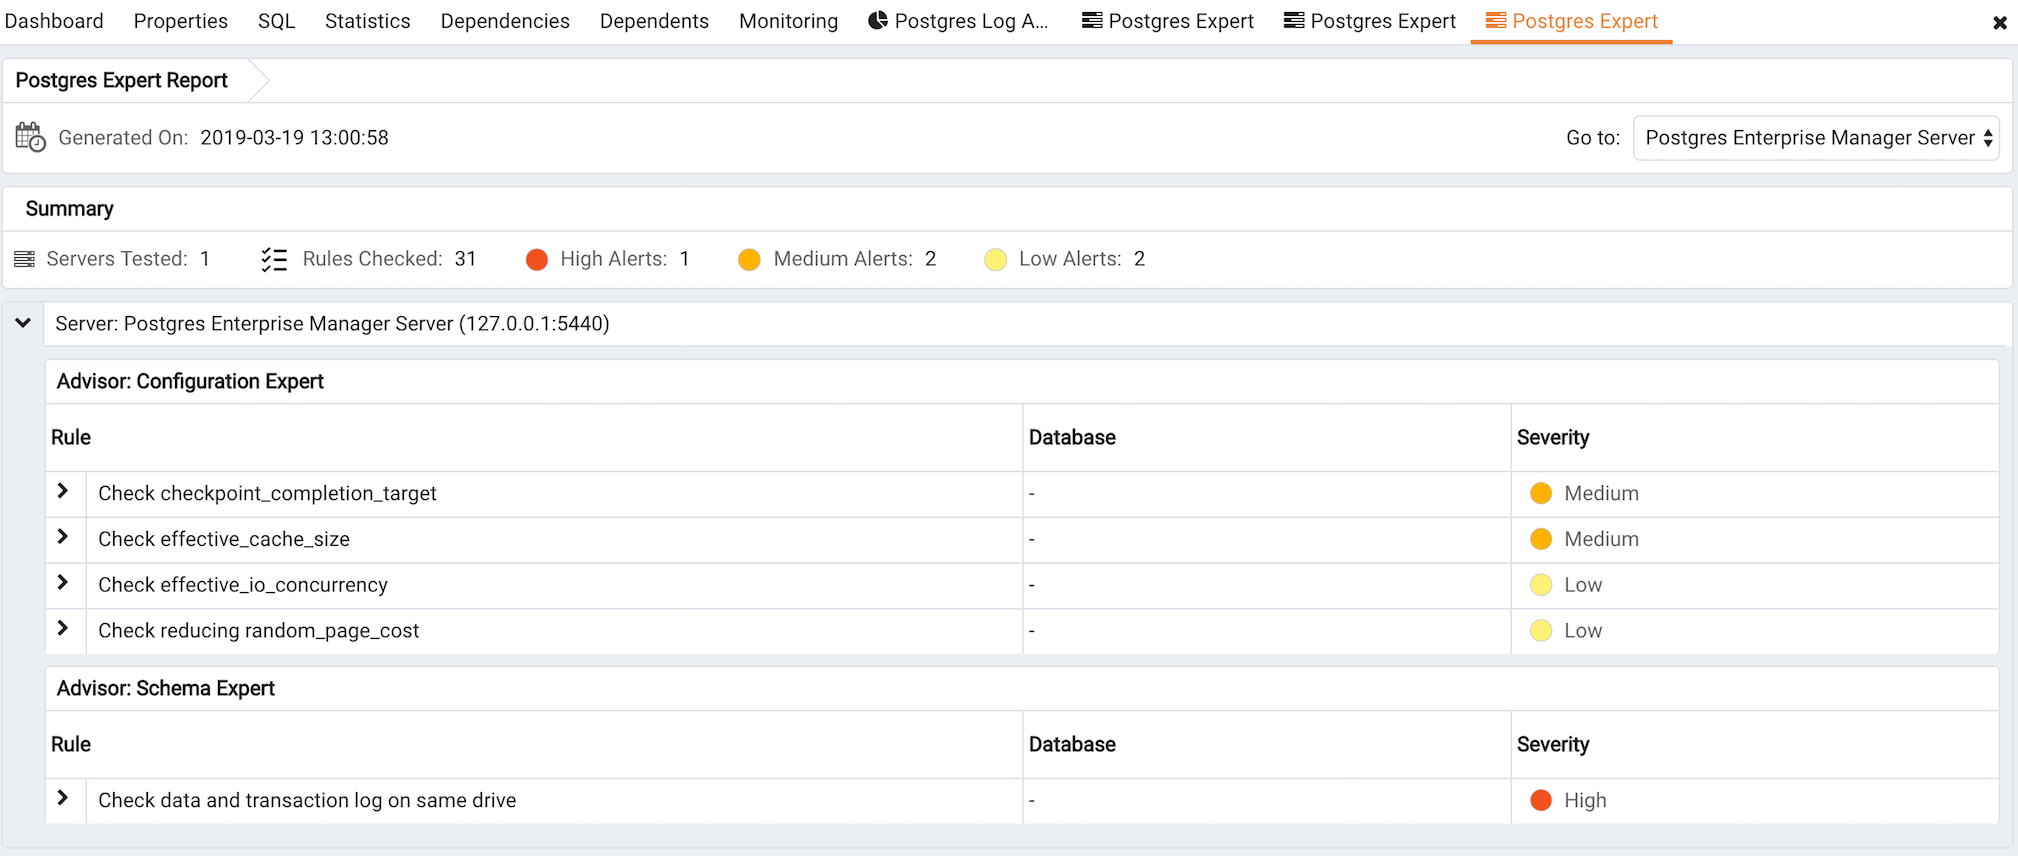 Dashboard Properties SQL Statistics Dependencies Dependents Monitoring Postgres Log A... Postgres Expert Postgres Expert Postgres Expert
Postgres Expert Report
Generated On: 2019-03-19 13:00:58 Go to: Postgres Enterprise Manager Server
Summary
Servers Tested: 1 Rules Checked: 31 High Alerts: 1 Medium Alerts: 2 Low Alerts: 2
Server: Postgres Enterprise Manager Server (127.0.0.1:5440)
Advisor: Configuration Expert
Rule Database Severity
Check checkpoint_completion_target - Medium
Check effective_cache_size - Medium
Check effective_io_concurrency - Low
Check reducing random_page_cost - Low
Advisor: Schema Expert
Rule Database Severity
Check data and transaction log on same drive - High